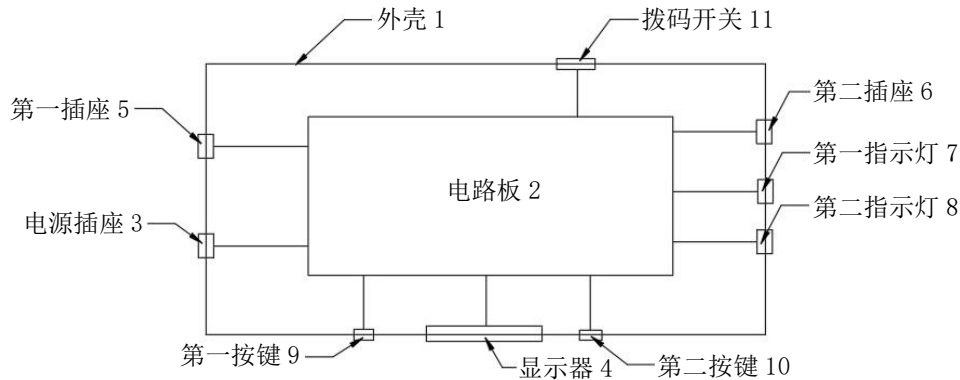 外壳 1
拨码开关 11
第一插座 5
第二插座 6
第一指示灯 7
电路板 2
电源插座 3
第二指示灯 8
第一按键 9
显示器 4
第二按键 10